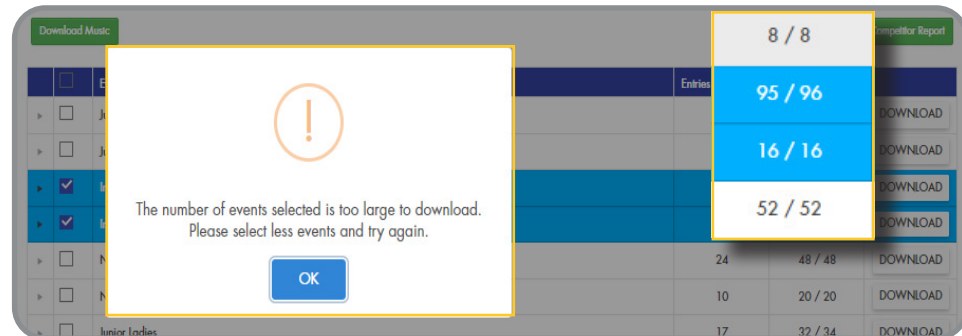 Download Music
Competitor Report
Entries
8 / 8
95 / 96
16 / 16
52 / 52
DOWNLOAD
DOWNLOAD
DOWNLOAD
DOWNLOAD
The number of events selected is too large to download.
Please select less events and try again.
OK
24 48 / 48 DOWNLOAD
10 20 / 20 DOWNLOAD
Junior Ladies 17 32 / 34 DOWNLOAD